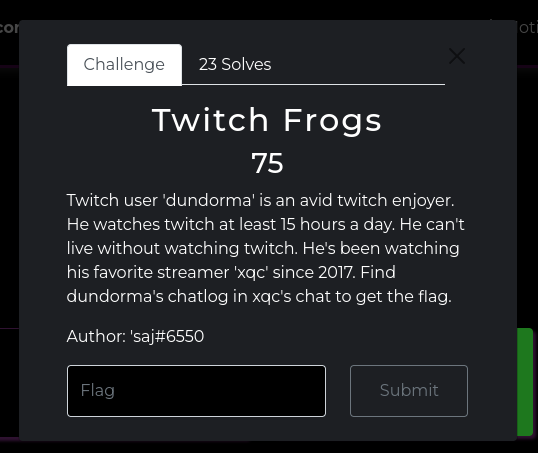 Challenge
23 Solves
Twitch Frogs
75
Twitch user 'dundorma' is an avid twitch enjoyer.
He watches twitch at least 15 hours a day. He can't
live without watching twitch. He's been watching
his favorite streamer 'xqc' since 2017. Find
dundorma's chatlog in xqc's chat to get the flag.
Author: 'saj#6550
Flag
Submit